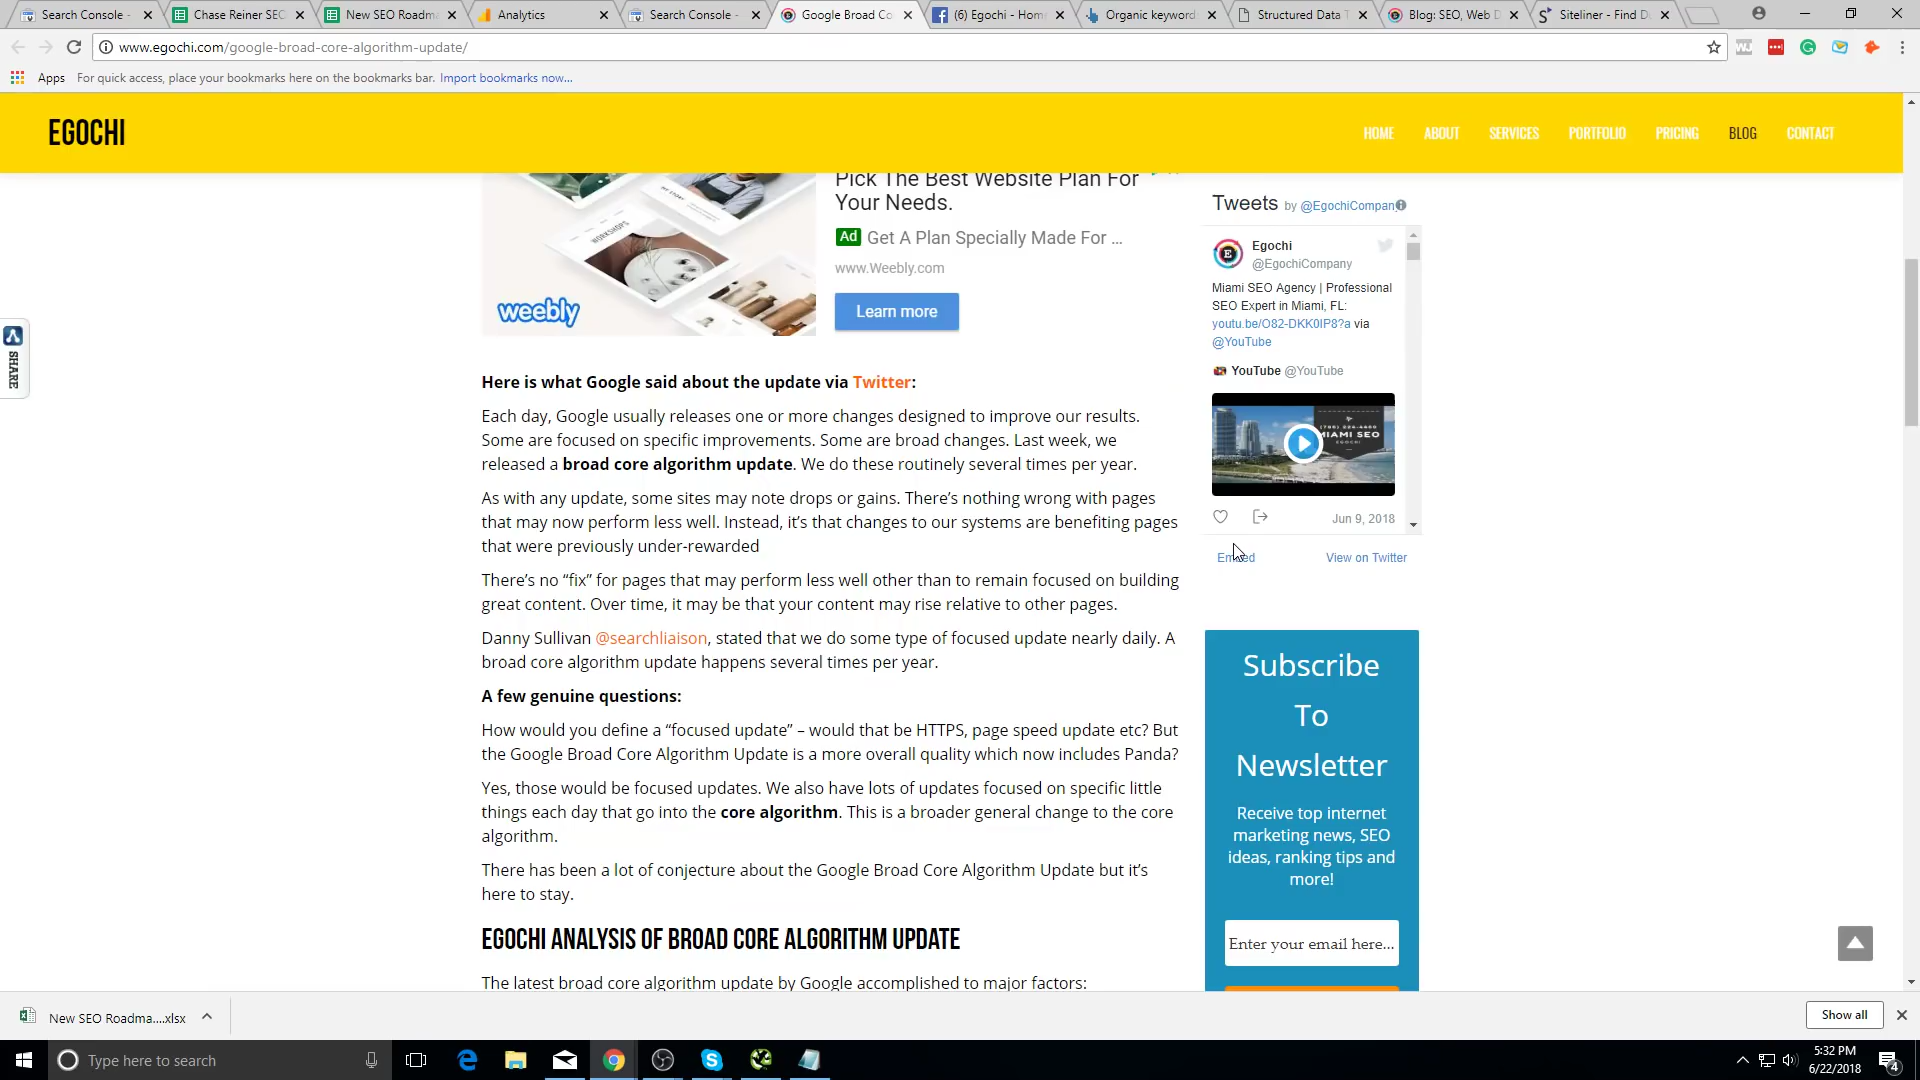 Search Console -
Chase Reiner SEO
New SEO Roadm
Analytics
Search Console -
Google Broad Co
(6) Egochi - Hom
Organic keyword
Structured Data T
Blog: SEO, Web D
Siteliner - Find D
www.egochi.com/google-broad-core-algorithm-update/
Apps
For quick access, place your bookmarks here on the bookmarks bar. Import bookmarks now...
EGOCHI
HOME
ABOUT
SERVICES
PORTFOLIO
PRICING
BLOG
CONTACT
WORKSHOPS
weebly
Pick The Best Website Plan For
Your Needs.
Ad Get A Plan Specially Made For ...
www.Weebly.com
Learn more
SHARE
Here is what Google said about the update via Twitter:
Each day, Google usually releases one or more changes designed to improve our results.
Some are focused on specific improvements. Some are broad changes. Last week, we
released a broad core algorithm update. We do these routinely several times per year.
As with any update, some sites may note drops or gains. There’s nothing wrong with pages
that may now perform less well. Instead, it’s that changes to our systems are benefiting pages
that were previously under-rewarded
There’s no “fix” for pages that may perform less well other than to remain focused on building
great content. Over time, it may be that your content may rise relative to other pages.
Danny Sullivan @searchliaison, stated that we do some type of focused update nearly daily. A
broad core algorithm update happens several times per year.
A few genuine questions:
How would you define a “focused update” – would that be HTTPS, page speed update etc? But
the Google Broad Core Algorithm Update is a more overall quality which now includes Panda?
Yes, those would be focused updates. We also have lots of updates focused on specific little
things each day that go into the core algorithm. This is a broader general change to the core
algorithm.
There has been a lot of conjecture about the Google Broad Core Algorithm Update but it’s
here to stay.
EGOCHI ANALYSIS OF BROAD CORE ALGORITHM UPDATE
The latest broad core algorithm update by Google accomplished to major factors:
Tweets by @EgochiCompan
Egochi
@EgochiCompany
Miami SEO Agency | Professional
SEO Expert in Miami, FL:
youtu.be/O82-DKK0IP8?a via
@YouTube
YouTube @YouTube
MIAMI SEO
EGOCHI
Jun 9, 2018
Embed
View on Twitter
Subscribe
To
Newsletter
Receive top internet
marketing news, SEO
ideas, ranking tips and
more!
Enter your email here...
New SEO Roadma....xlsx
Show all
Type here to search
5:32 PM
6/22/2018
4